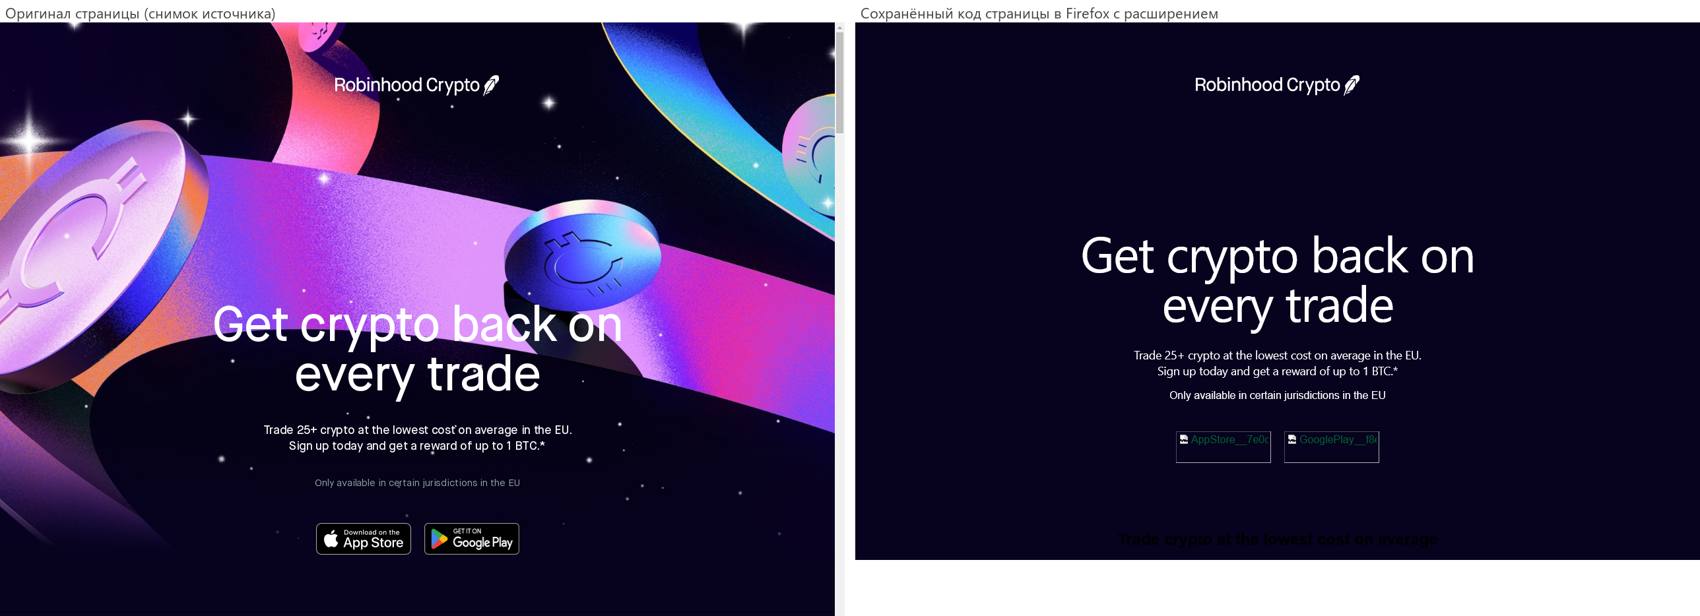 Оригинал страницы (снимок источника)
Robinhood Crypto
Get crypto back on
every trade
Trade 25+ crypto at the lowest cost on average in the EU.
Sign up today and get a reward of up to 1 BTC.*
Only available in certain jurisdictions in the EU
Download on the
App Store
GET IT ON
Google Play
Сохранённый код страницы в Firefox с расширением
Robinhood Crypto
Get crypto back on
every trade
Trade 25+ crypto at the lowest cost on average in the EU.
Sign up today and get a reward of up to 1 BTC.*
Only available in certain jurisdictions in the EU
AppStore__7e0c
GooglePlay__f8
Trade crypto at the lowest cost on average